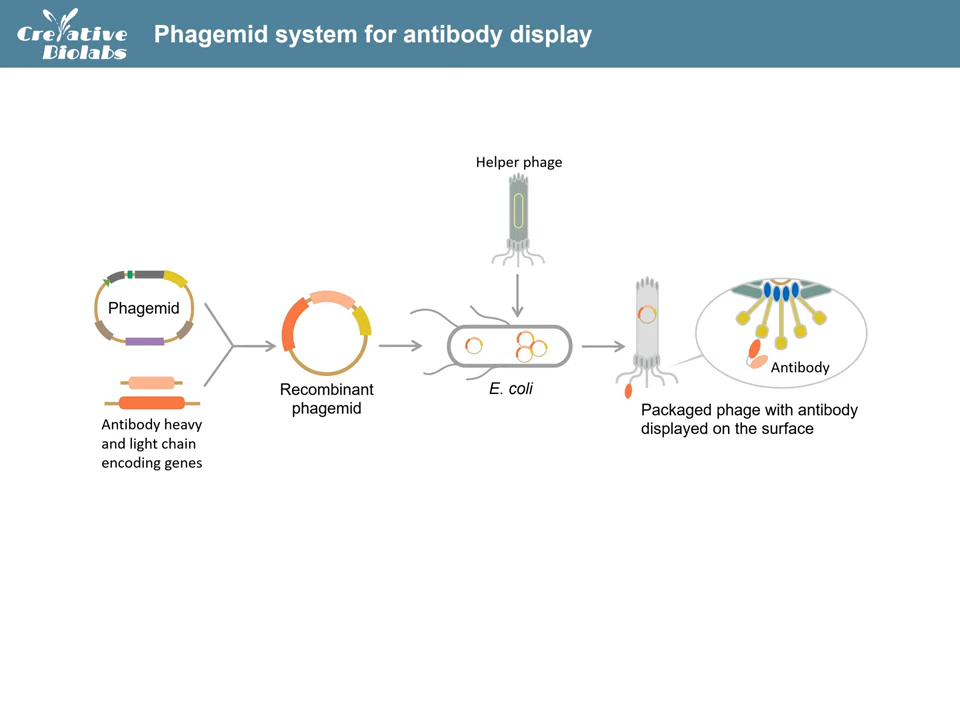 Creative
Biolabs
Phagemid system for antibody display
Helper phage
Phagemid
Antibody heavy
and light chain
encoding genes
Recombinant
phagemid
E. coli
Antibody
Packaged phage with antibody
displayed on the surface